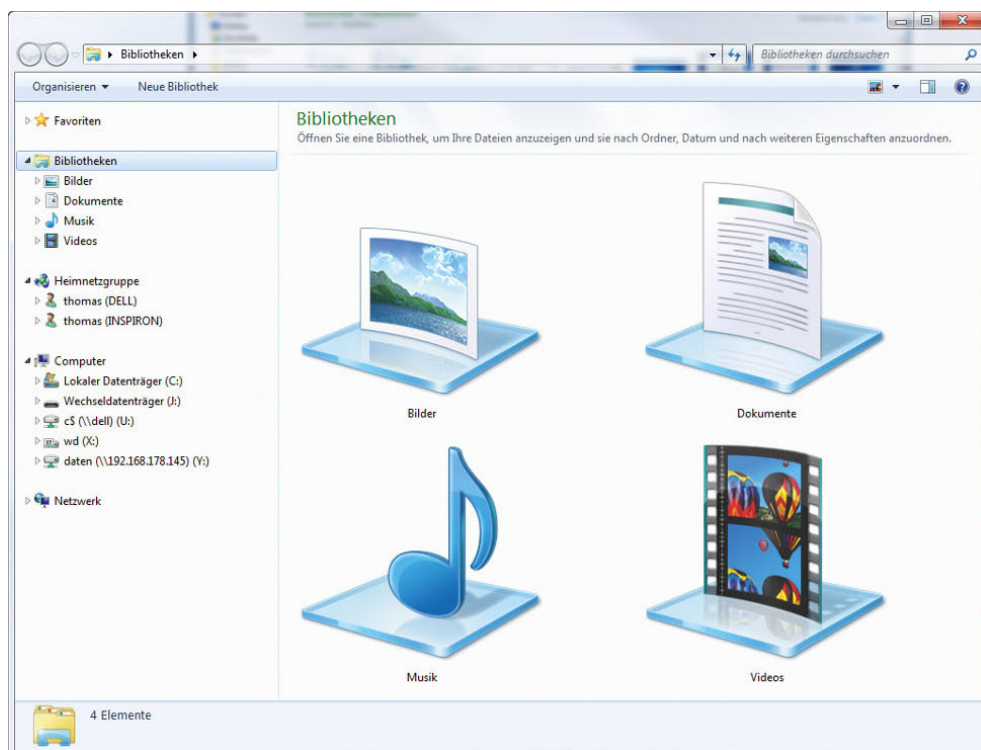 Bibliotheken
Bibliotheken durchsuchen
Organisieren
Neue Bibliothek
Favoriten
Bibliotheken
Bilder
Dokumente
Musik
Videos
Heimnetzgruppe
thomas (DELL)
thomas (INSPIRON)
Computer
Lokaler Datenträger (C:)
Wechseldatenträger (J:)
c$ (\\dell) (U:)
wd (X:)
daten (\\192.168.178.145) (Y:)
Netzwerk
Bibliotheken
Öffnen Sie eine Bibliothek, um Ihre Dateien anzuzeigen und sie nach Ordner, Datum und nach weiteren Eigenschaften anzuordnen.
Bilder
Dokumente
Musik
Videos
4 Elemente